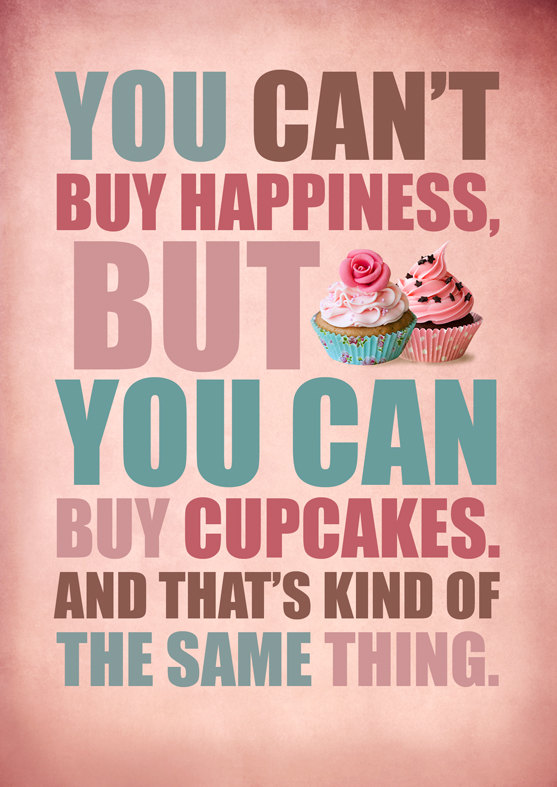 YOU CAN'T
BUY HAPPINESS,
BUT
YOU CAN
BUY CUPCAKES.
AND THAT'S KIND OF
THE SAME THING.